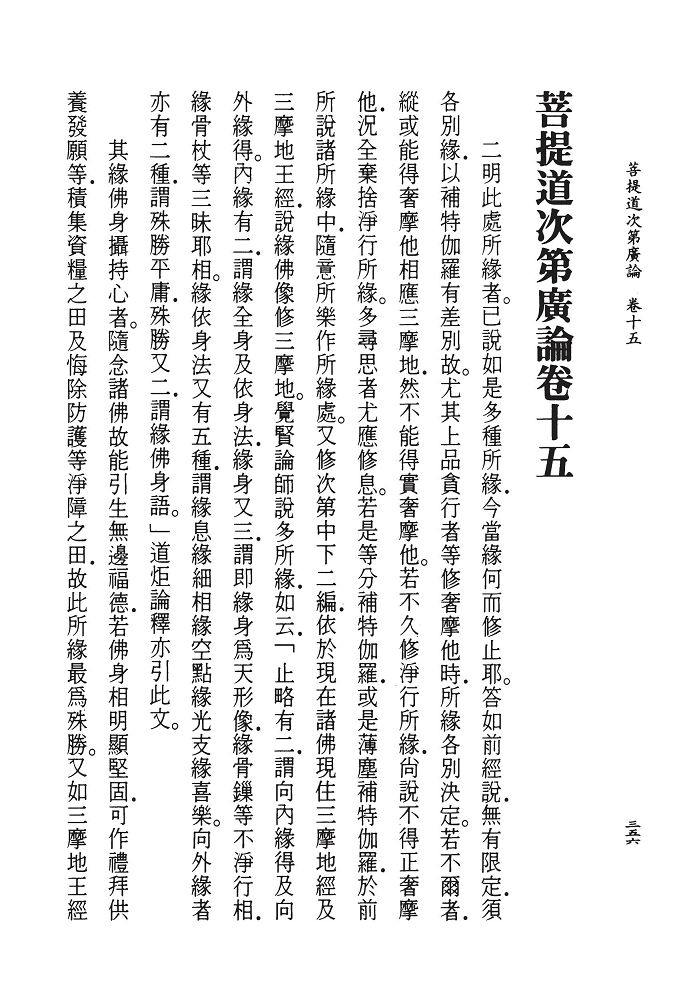 菩提道次第廣論　卷十五
三五六
菩提道次第廣論卷十五
二明此處所緣者。已說如是多種所緣．今當緣何而修止耶。答如前經說．無有限定．須
各別緣．以補特伽羅有差別故。尤其上品貪行者等修奢摩他時．所緣各別決定。若不爾者．
縱或能得奢摩他相應三摩地．然不能得實奢摩他。若不久修淨行所緣．尚說不得正奢摩
他．況全棄捨淨行所緣。多尋思者尤應修息。若是等分補特伽羅．或是薄塵補特伽羅．於前
所說諸所緣中．隨意所樂作所緣處。又修次第中下二編．依於現在諸佛現住三摩地經及
三摩地王經．說緣佛像修三摩地。覺賢論師說多所緣．如云．「止略有二．謂向內緣得及向
外緣得。內緣有二．謂緣全身及依身法．緣身又三．謂即緣身爲天形像．緣骨鏁等不淨行相．
緣骨杖等三昧耶相。緣依身法又有五種．謂緣息緣細相緣空點緣光支緣喜樂。向外緣者
亦有二種．謂殊勝平庸．殊勝又二．謂緣佛身語。」道炬論釋亦引此文。
其緣佛身攝持心者。隨念諸佛故能引生無邊福德．若佛身相明顯堅固．可作禮拜供
養發願等．積集資糧之田及悔除防護等淨障之田．故此所緣最爲殊勝。又如三摩地王經